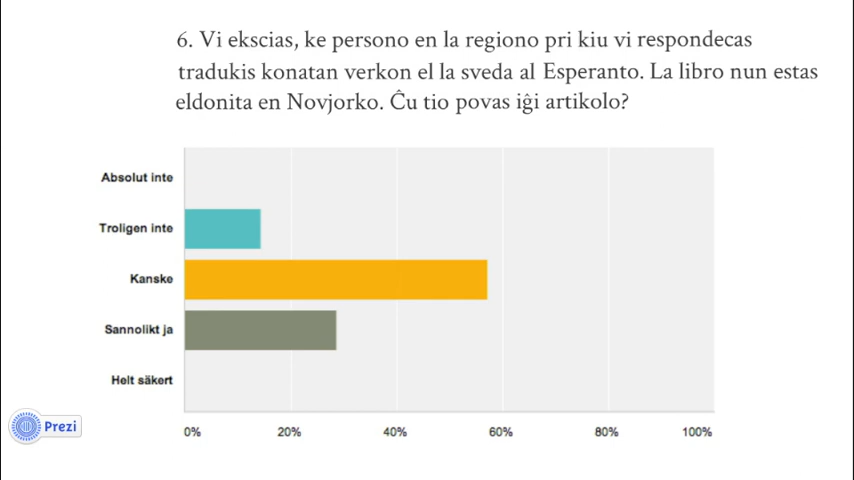 6. Vi ekscias, ke persono en la regiono pri kiu vi respondecas
tradukis konatan verkon el la sveda al Esperanto. La libro nun estas
eldonita en Novjorko. Ĉu tio povas iĝi artikolo?
Absolut inte
Troligen inte
Kanske
Sannolikt ja
Helt säkert
0% 20% 40% 60% 80% 100%
Prezi